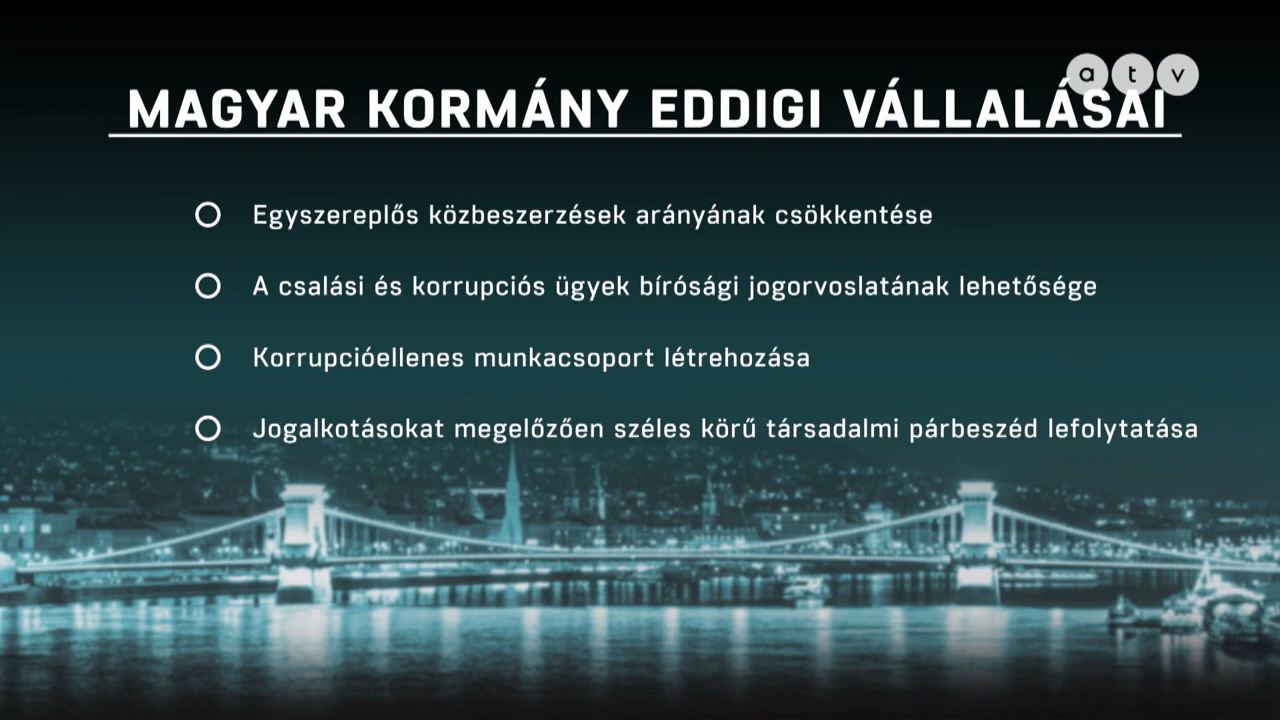 atv
MAGYAR KORMÁNY EDDIGI VÁLLALÁSAI
Egyszereplős közbeszerzések arányának csökkentése
A csalási és korrupciós ügyek bírósági jogorvoslatának lehetősége
Korrupcióellenes munkacsoport létrehozása
Jogalkotásokat megelőzően széles körű társadalmi párbeszéd lefolytatása